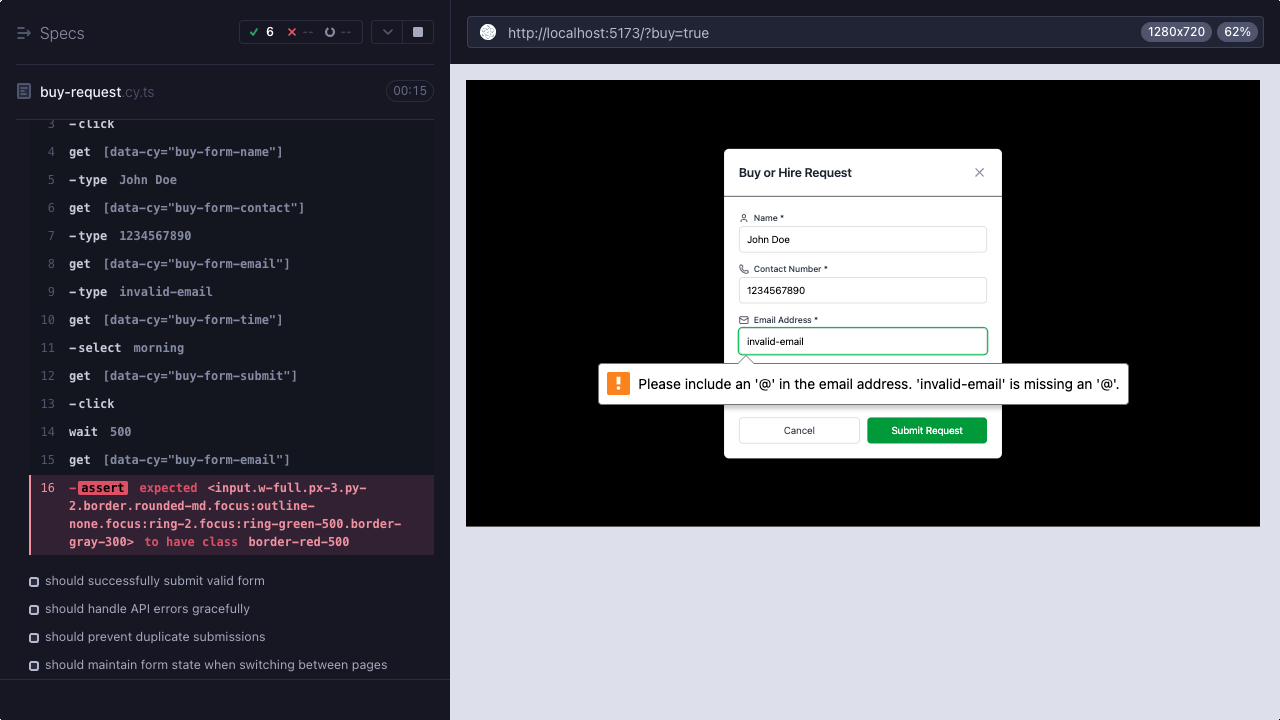 Specs
6
--
--
buy-request.cy.ts
00:15
3 -click
4 get [data-cy="buy-form-name"]
5 -type John Doe
6 get [data-cy="buy-form-contact"]
7 -type 1234567890
8 get [data-cy="buy-form-email"]
9 -type invalid-email
10 get [data-cy="buy-form-time"]
11 -select morning
12 get [data-cy="buy-form-submit"]
13 -click
14 wait 500
15 get [data-cy="buy-form-email"]
16 -assert expected <input.w-full.px-3.py-
2.border.rounded-md.focus:outline-
none.focus:ring-2.focus:ring-green-500.border-
gray-300> to have class border-red-500
should successfully submit valid form
should handle API errors gracefully
should prevent duplicate submissions
should maintain form state when switching between pages
http://localhost:5173/?buy=true
1280x720
62%
Buy or Hire Request
Name *
John Doe
Contact Number *
1234567890
Email Address *
invalid-email
Please include an '@' in the email address. 'invalid-email' is missing an '@'.
Cancel
Submit Request